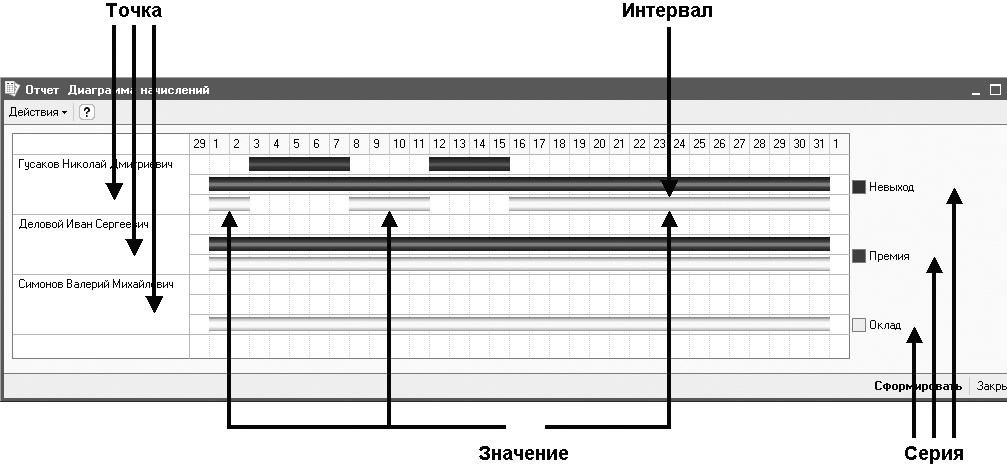 Точка
Интервал
Отчет Диаграмма начислений
Действия
?
29 1 2 3 4 5 6 7 8 9 10 11 12 13 14 15 16 17 18 19 20 21 22 23 24 25 26 27 28 29 30 31 1
Гусаков Николай Дмитриевич
Невыход
Деловой Иван Сергеевич
Премия
Симонов Валерий Михайлович
Оклад
Сформировать Закры
Значение
Серия